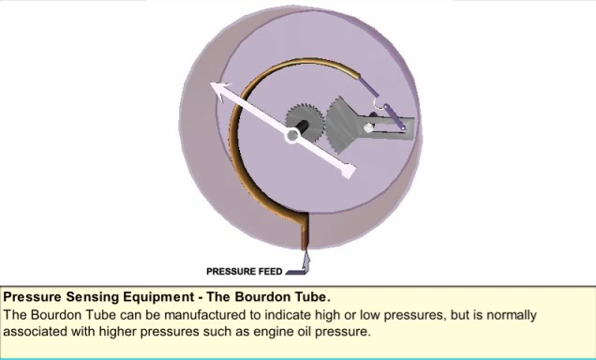 PRESSURE FEED
Pressure Sensing Equipment - The Bourdon Tube.
The Bourdon Tube can be manufactured to indicate high or low pressures, but is normally
associated with higher pressures such as engine oil pressure.